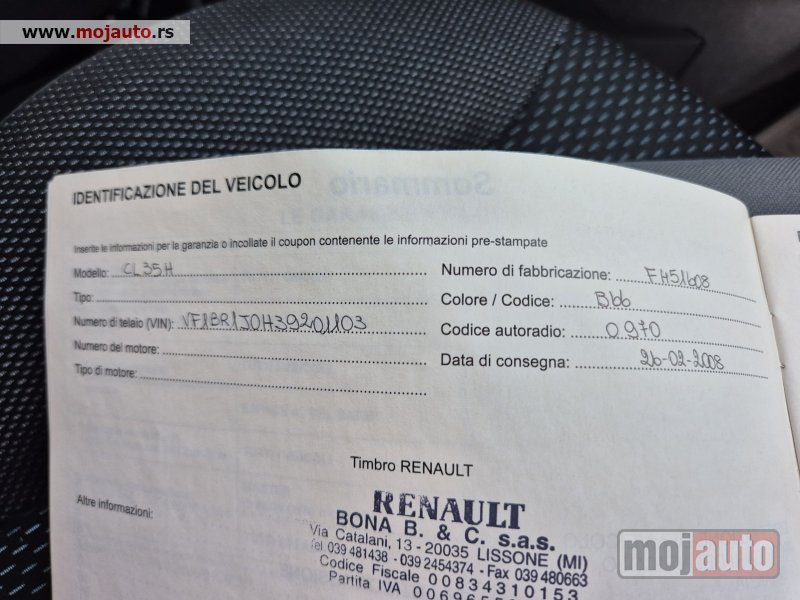 www.mojauto.rs
IDENTIFICAZIONE DEL VEICOLO
Inserite le informazioni per la garanzia o incollate il coupon contenente le informazioni pre-stampate
Modello: CL35H
Tipo:
Numero di telaio (VIN): VF1BR1J0H39201103
Numero del motore:
Tipo di motore:
Numero di fabbricazione: FH51608
Colore / Codice: B66
Codice autoradio: 0970
Data di consegna: 26-02-2008
Timbro RENAULT
Altre informazioni:
RENAULT
BONA B. & C. s.a.s.
Via Catalani, 13 - 20035 LISSONE (MI)
Tel. 039 481438 - 039 2454374 - Fax 039 480663
Codice Fiscale 00834310153
Partita IVA
mojauto